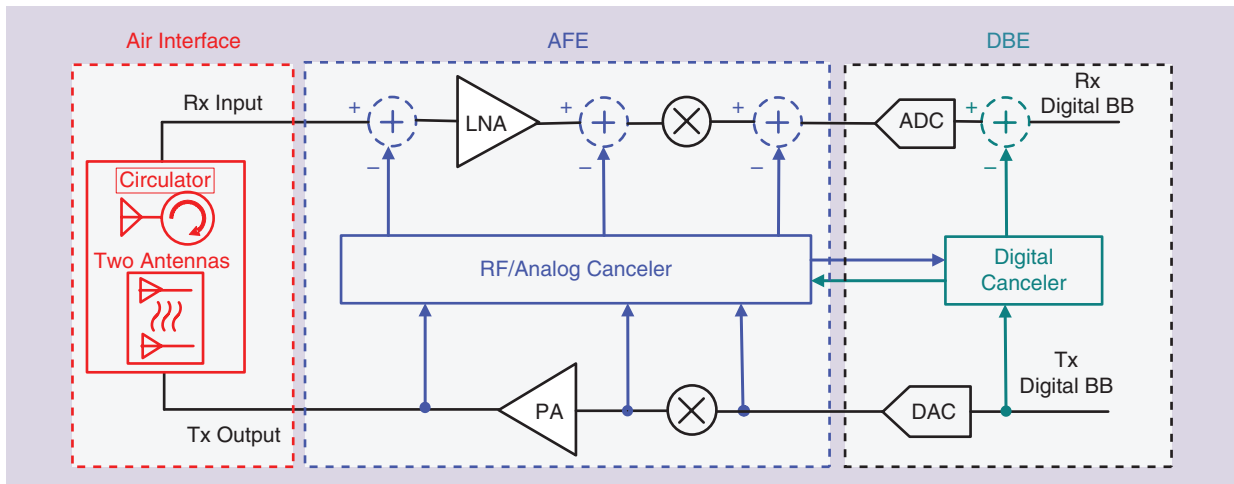 Air Interface
AFE
DBE
Rx Input
+
+
LNA
+
+
+
+
ADC
+
+
Rx
Digital BB
−
−
−
−
Circulator
Two Antennas
RF/Analog Canceler
Digital
Canceler
Tx Output
PA
DAC
Tx
Digital BB